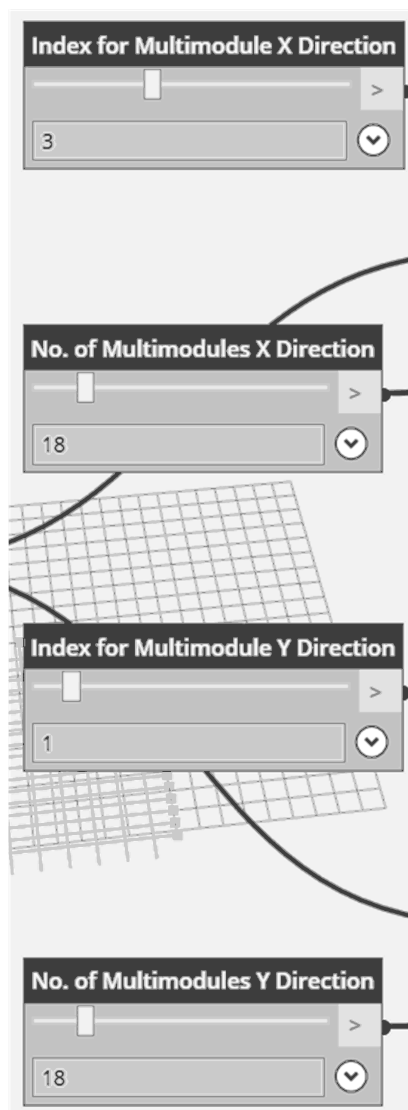 Index for Multimodule X Direction
>
3
No. of Multimodules X Direction
>
18
Index for Multimodule Y Direction
>
1
No. of Multimodules Y Direction
>
18